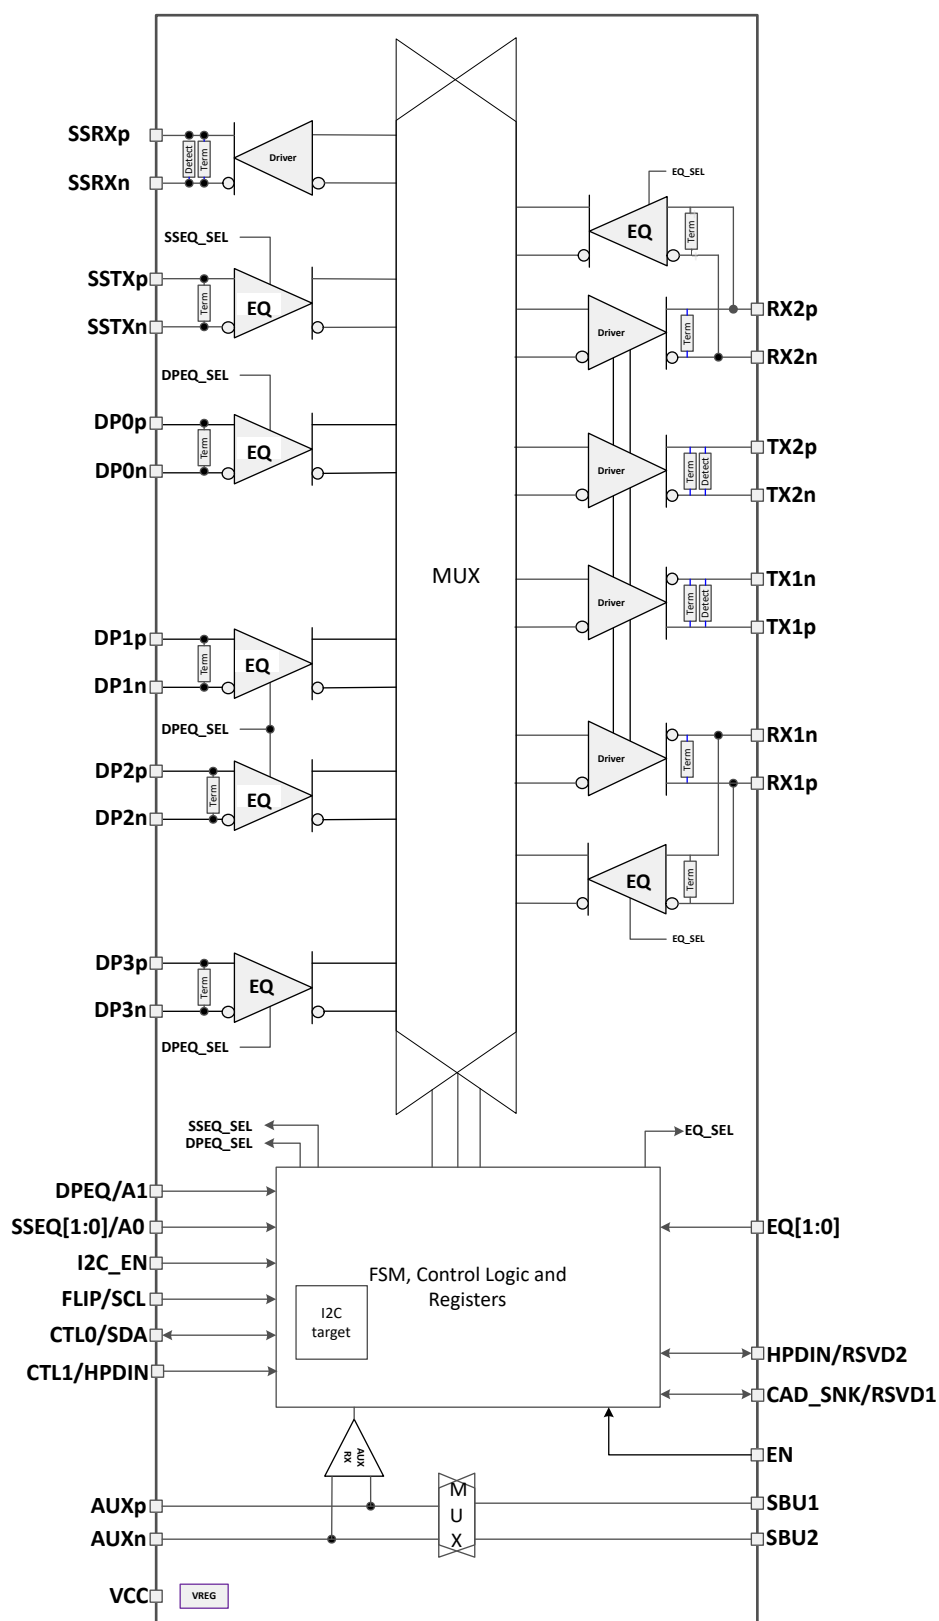 SSRXp
Detect
Term
Driver
SSRXn
EQ_SEL
SSEQ_SEL
EQ
Term
SSTXp
Term
EQ
SSTXn
RX2p
Driver
Term
RX2n
DPEQ_SEL
DP0p
Term
EQ
DP0n
TX2p
Driver
Term
Detect
TX2n
MUX
TX1n
Driver
Term
Detect
TX1p
DP1p
Term
EQ
DP1n
DPEQ_SEL
RX1n
Driver
Term
RX1p
DP2p
Term
EQ
DP2n
EQ
Term
EQ_SEL
DP3p
Term
EQ
DP3n
DPEQ_SEL
SSEQ_SEL
DPEQ_SEL
EQ_SEL
DPEQ/A1
SSEQ[1:0]/A0
EQ[1:0]
I2C_EN
FSM, Control Logic and
Registers
FLIP/SCL
I2C
target
CTL0/SDA
HPDIN/RSVD2
CTL1/HPDIN
CAD_SNK/RSVD1
AUX
RX
EN
AUXp
M
U
X
SBU1
AUXn
SBU2
VCC
VREG